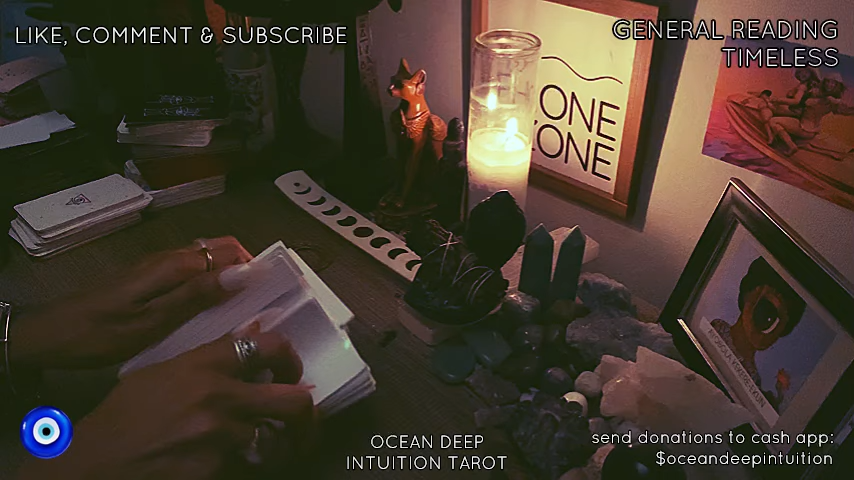 LIKE, COMMENT & SUBSCRIBE
GENERAL READING
TIMELESS
ONE
ONE
OCEAN DEEP
INTUITION TAROT
send donations to cash app:
$oceandeepintuition